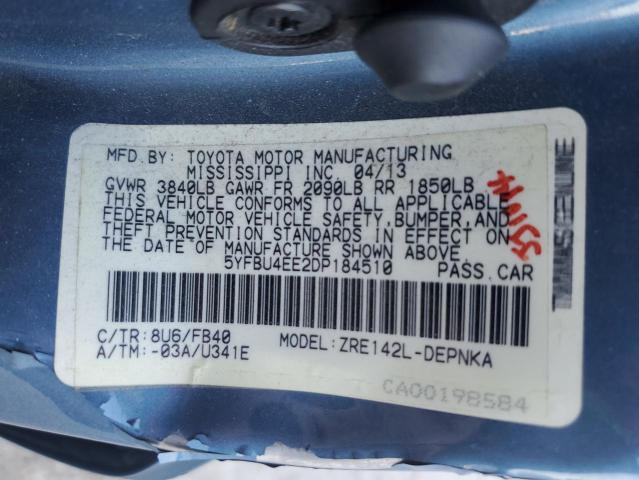 MFD.BY: TOYOTA MOTOR MANUFACTURING
MISSISSIPPI INC. 04/13
GVWR 3840LB GAWR FR 2090LB RR 1850LB
THIS VEHICLE CONFORMS TO ALL APPLICABLE
FEDERAL MOTOR VEHICLE SAFETY,BUMPER,AND
THEFT PREVENTION STANDARDS IN EFFECT ON
THE DATE OF MANUFACTURE SHOWN ABOVE.
5YFBU4EE2DP184510 PASS.CAR
C/TR:8U6/FB40 MODEL:ZRE142L-DEPNKA
A/TM:-03A/U341E
CA00198584